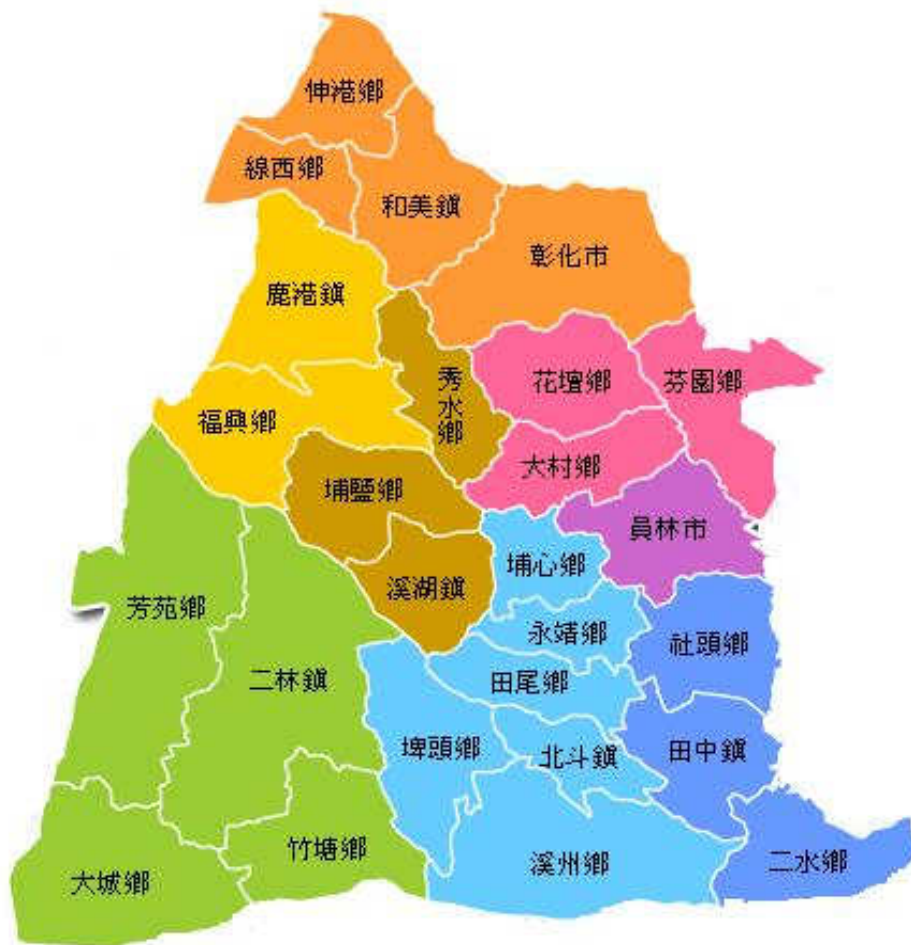 伸港鄉
線西鄉
和美鎮
彰化市
鹿港鎮
秀水鄉
花壇鄉
芬園鄉
福興鄉
大村鄉
埔鹽鄉
員林市
埔心鄉
溪湖鎮
芳苑鄉
永靖鄉
社頭鄉
二林鎮
田尾鄉
埤頭鄉
北斗鎮
田中鎮
竹塘鄉
溪州鄉
二水鄉
大城鄉